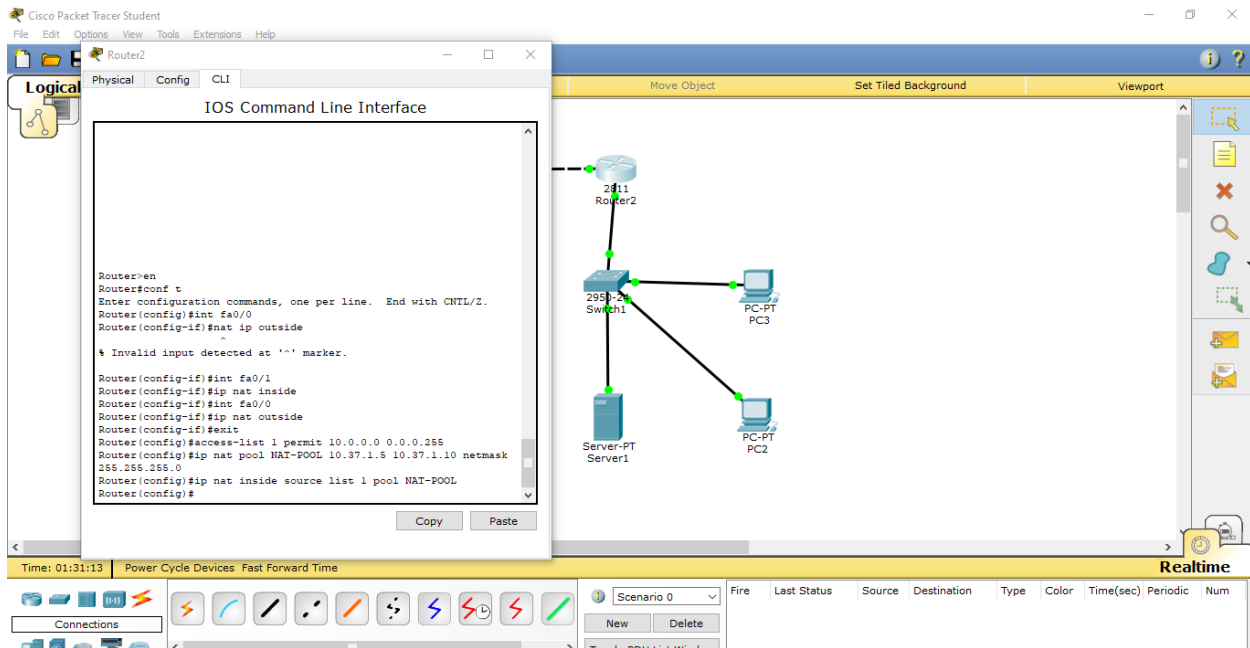 Cisco Packet Tracer Student
File Edit Options View Tools Extensions Help
Router2
Physical Config CLI
Logical
Move Object
Set Tiled Background
Viewport
IOS Command Line Interface
Router>en
Router#conf t
Enter configuration commands, one per line. End with CNTL/Z.
Router(config)#int fa0/0
Router(config-if)#nat ip outside
^
% Invalid input detected at '^' marker.
Router(config-if)#int fa0/1
Router(config-if)#ip nat inside
Router(config-if)#int fa0/0
Router(config-if)#ip nat outside
Router(config-if)#exit
Router(config)#access-list 1 permit 10.0.0.0 0.0.0.255
Router(config)#ip nat pool NAT-POOL 10.37.1.5 10.37.1.10 netmask
255.255.255.0
Router(config)#ip nat inside source list 1 pool NAT-POOL
Router(config)#
Copy Paste
2811
Router2
2950-24
Switch1
PC-PT
PC3
Server-PT
Server1
PC-PT
PC2
Time: 01:31:13 Power Cycle Devices Fast Forward Time
Realtime
Connections
Scenario 0
New Delete
Fire Last Status Source Destination Type Color Time(sec) Periodic Num